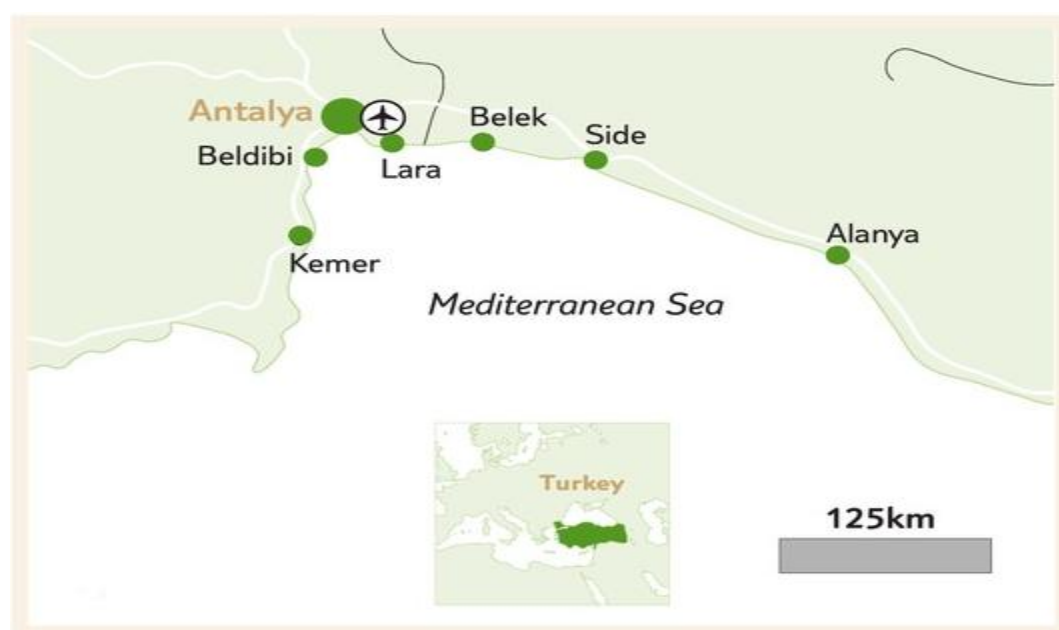 Antalya
Belek
Side
Beldibi
Lara
Alanya
Kemer
Mediterranean Sea
Turkey
125km